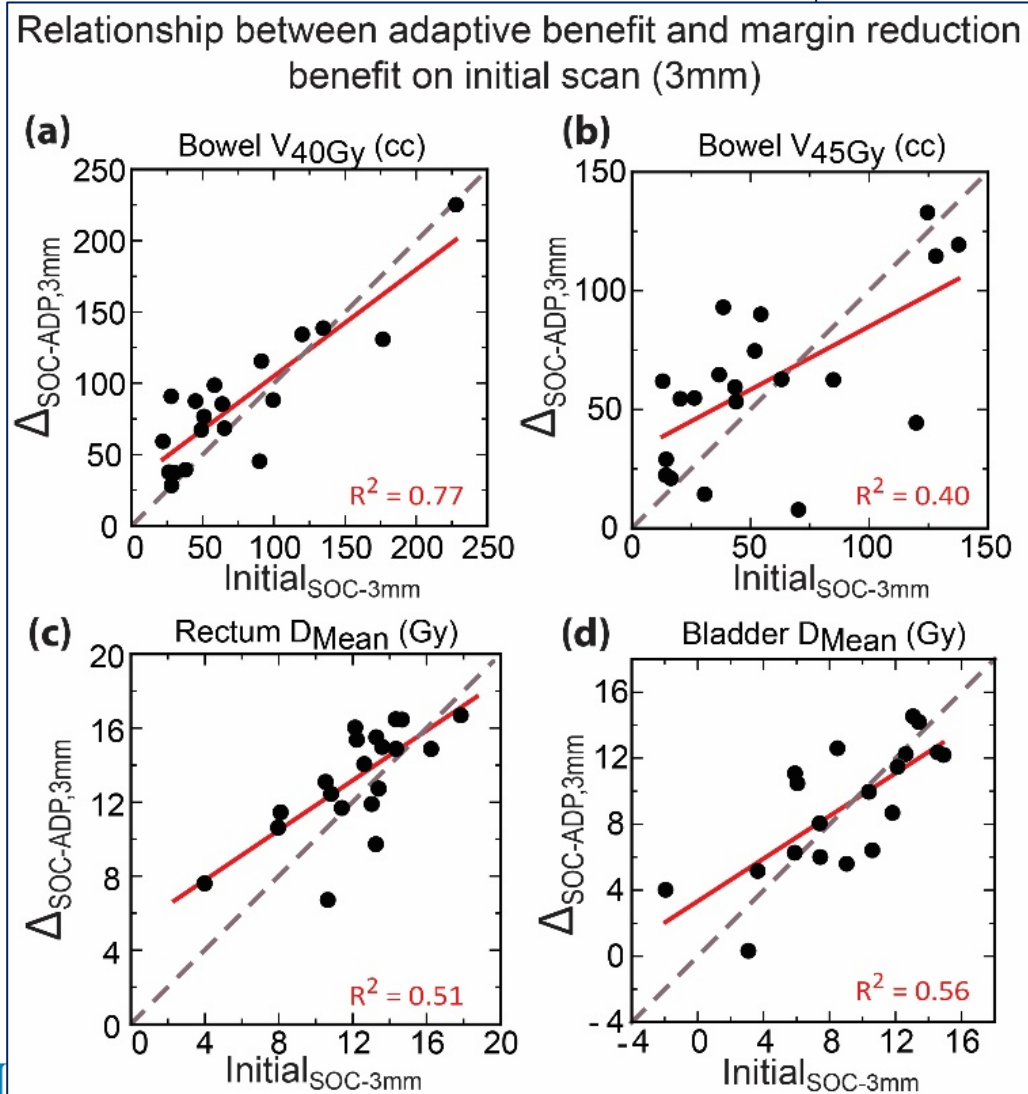 Relationship between adaptive benefit and margin reduction
benefit on initial scan (3mm)
(a)
Bowel V40Gy (cc)
250
200
150
100
50
0
ΔSOC-ADP,3mm
R² = 0.77
0 50 100 150 200 250
InitialSOC-3mm
(b)
Bowel V45Gy (cc)
150
100
50
0
ΔSOC-ADP,3mm
R² = 0.40
0 50 100 150
InitialSOC-3mm
(c)
Rectum DMean (Gy)
20
16
12
8
4
0
ΔSOC-ADP,3mm
R² = 0.51
0 4 8 12 16 20
InitialSOC-3mm
(d)
Bladder DMean (Gy)
16
12
8
4
0
-4
ΔSOC-ADP,3mm
R² = 0.56
-4 0 4 8 12 16
InitialSOC-3mm